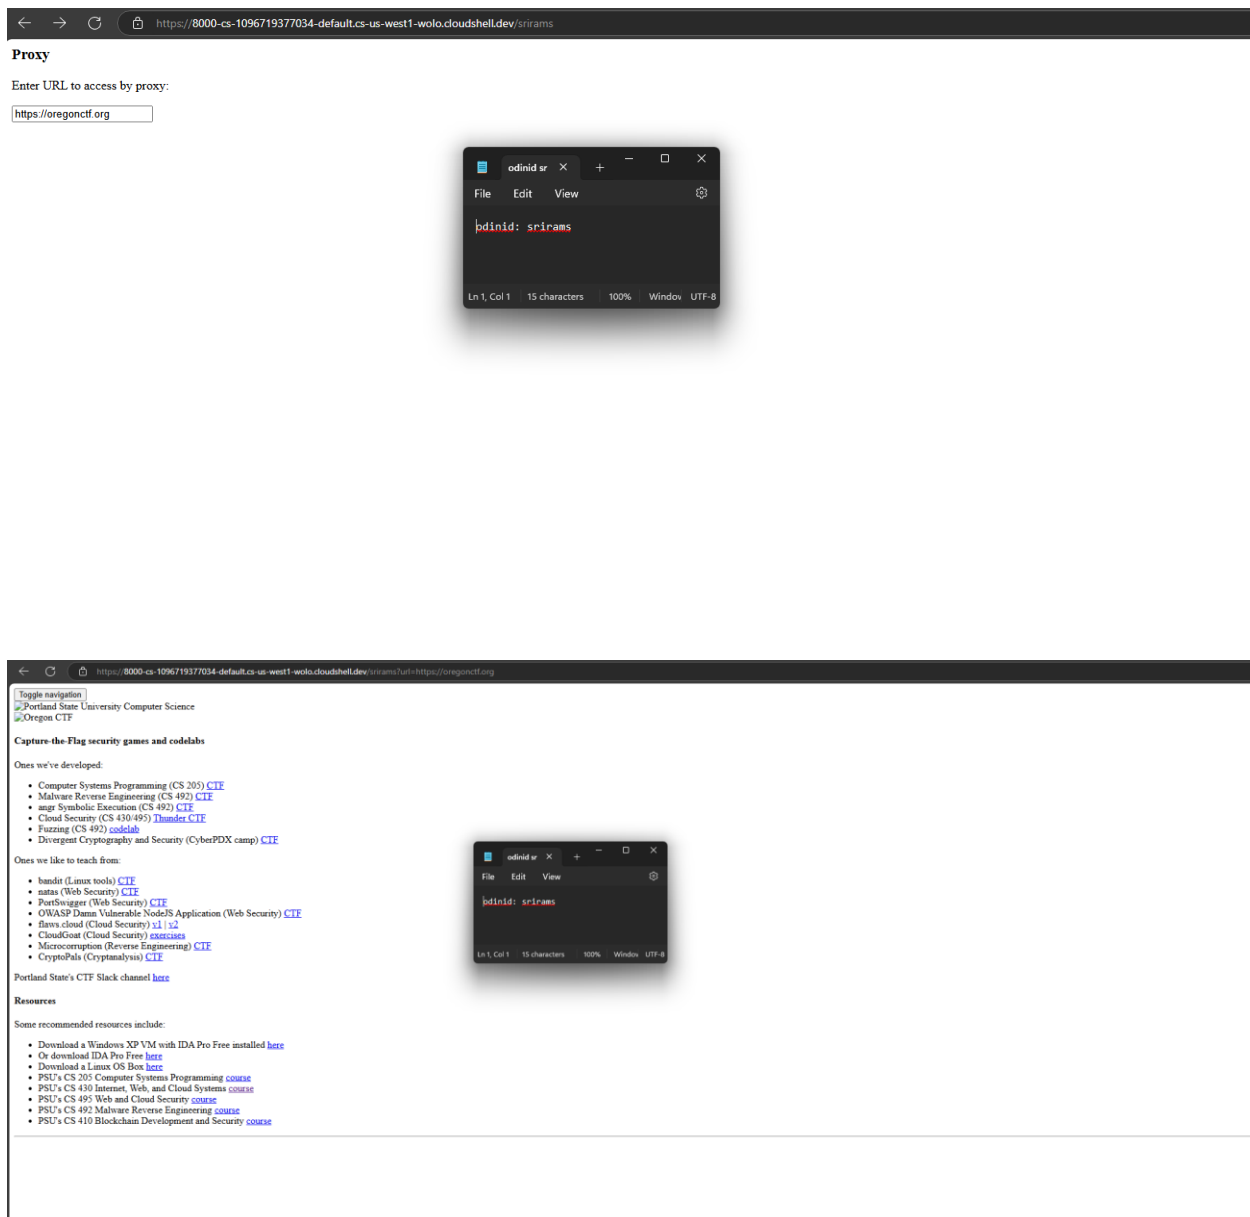 https://8000-cs-1096719377034-default.cs-us-west1-wolo.cloudshell.dev/srirams
Proxy
Enter URL to access by proxy:
https://oregonctf.org
odinid sr
File Edit View
odinid: srirams
Ln 1, Col 1 15 characters 100% Window UTF-8
https://8000-cs-1096719377034-default.cs-us-west1-wolo.cloudshell.dev/srirams?url=https://oregonctf.org
Toggle navigation
Portland State University Computer Science
Oregon CTF
Capture-the-Flag security games and codelabs
Ones we've developed:
Computer Systems Programming (CS 205) CTF
Malware Reverse Engineering (CS 492) CTF
angr Symbolic Execution (CS 492) CTF
Cloud Security (CS 430/495) Thunder CTF
Fuzzing (CS 492) codelab
Divergent Cryptography and Security (CyberPDX camp) CTF
Ones we like to teach from:
bandit (Linux tools) CTF
natas (Web Security) CTF
PortSwigger (Web Security) CTF
OWASP Damn Vulnerable NodeJS Application (Web Security) CTF
flaws.cloud (Cloud Security) v1 | v2
CloudGoat (Cloud Security) exercises
Microcorruption (Reverse Engineering) CTF
CryptoPals (Cryptanalysis) CTF
Portland State's CTF Slack channel here
Resources
Some recommended resources include:
Download a Windows XP VM with IDA Pro Free installed here
Or download IDA Pro Free here
Download a Linux OS Box here
PSU's CS 205 Computer Systems Programming course
PSU's CS 430 Internet, Web, and Cloud Systems course
PSU's CS 495 Web and Cloud Security course
PSU's CS 492 Malware Reverse Engineering course
PSU's CS 410 Blockchain Development and Security course
odinid sr
File Edit View
odinid: srirams
Ln 1, Col 1 15 characters 100% Window UTF-8